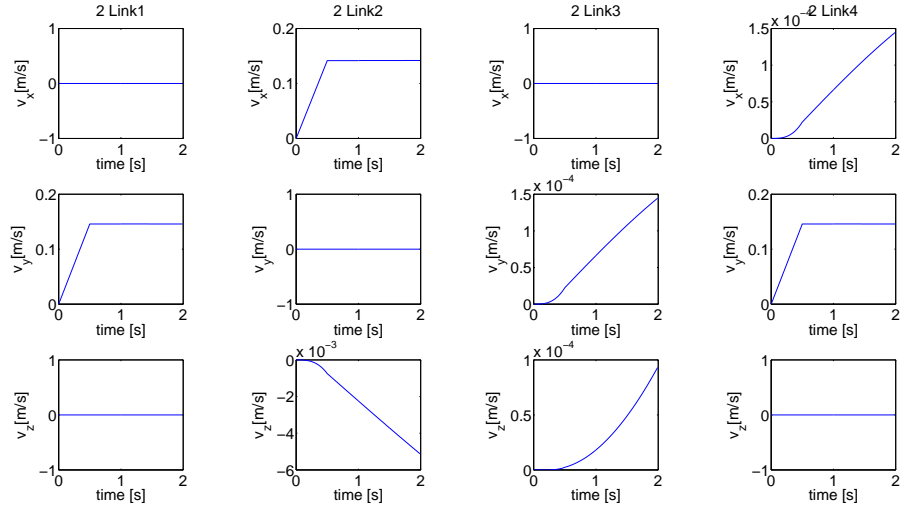 2 Link1
1
0
−1
v_x[m/s]
0 1 2
time [s]
2 Link2
0.2
0.1
0
v_x[m/s]
0 1 2
time [s]
2 Link3
1
0
−1
v_x[m/s]
0 1 2
time [s]
x 10^−4
2 Link4
1.5
1
0.5
0
v_x[m/s]
0 1 2
time [s]
0.2
0.1
0
v_y[m/s]
0 1 2
time [s]
1
0
−1
v_y[m/s]
0 1 2
time [s]
x 10^−4
1.5
1
0.5
0
v_y[m/s]
0 1 2
time [s]
0.2
0.1
0
v_y[m/s]
0 1 2
time [s]
1
0
−1
v_z[m/s]
0 1 2
time [s]
x 10^−3
0
−2
−4
−6
v_z[m/s]
0 1 2
time [s]
x 10^−4
1
0.5
0
v_z[m/s]
0 1 2
time [s]
1
0
−1
v_z[m/s]
0 1 2
time [s]